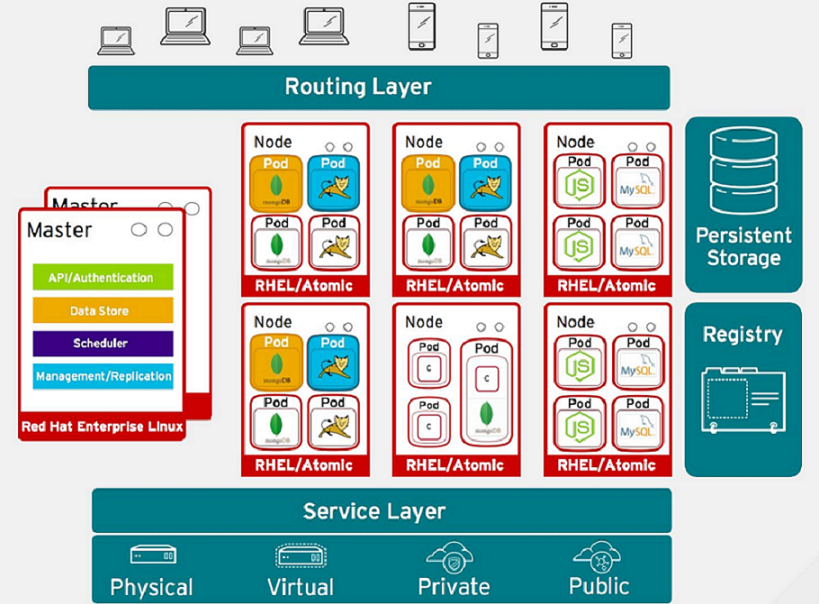 Routing Layer
Master
Master
API/Authentication
Data Store
Scheduler
Management/Replication
Red Hat Enterprise Linux
Node
Pod Pod
mongoDB
Pod Pod
mongoDB
RHEL/Atomic
Node
Pod Pod
mongoDB
Pod Pod
mongoDB
RHEL/Atomic
Node
Pod Pod
JS MySQL
Pod Pod
JS MySQL
RHEL/Atomic
Node
Pod Pod
mongoDB
Pod Pod
mongoDB
RHEL/Atomic
Node
Pod Pod
C C
Pod
C mongoDB
RHEL/Atomic
Node
Pod Pod
JS MySQL
Pod Pod
JS MySQL
RHEL/Atomic
Persistent
Storage
Registry
Service Layer
Physical Virtual Private Public